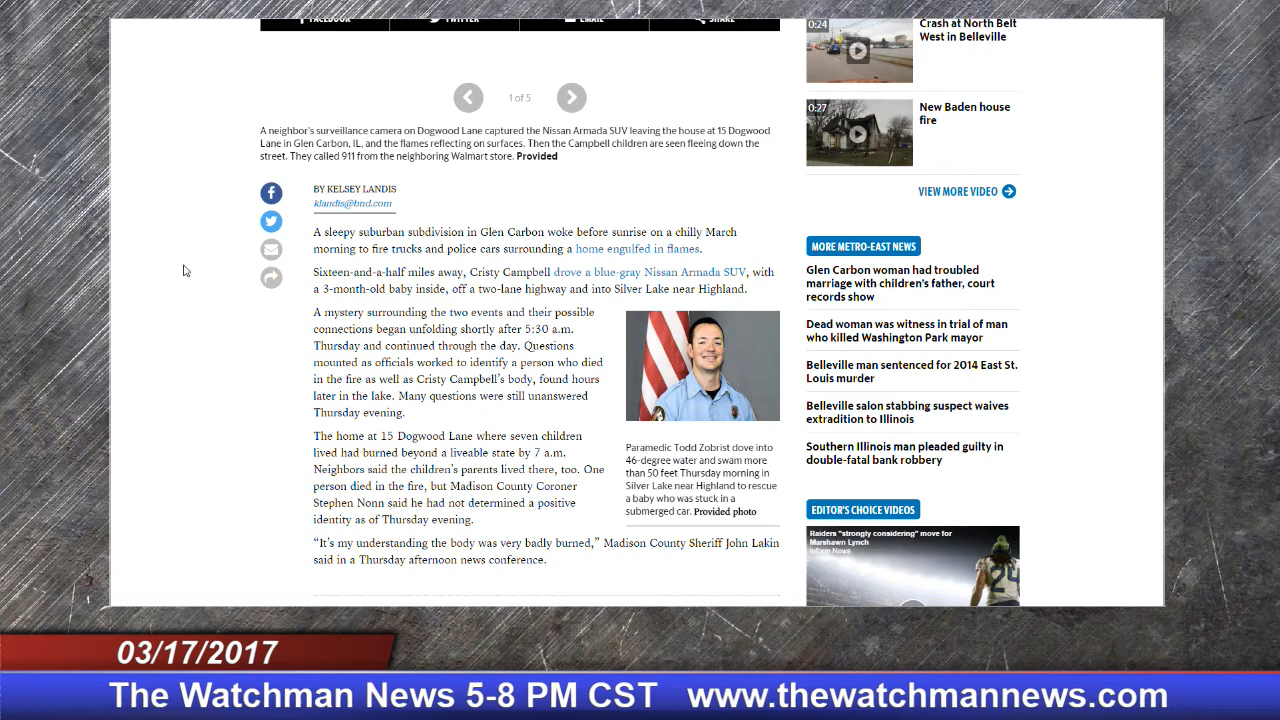 FACEBOOK
TWITTER
EMAIL
SHARE
1 of 5
A neighbor's surveillance camera on Dogwood Lane captured the Nissan Armada SUV leaving the house at 15 Dogwood
Lane in Glen Carbon, IL, and the flames reflecting on surfaces. Then the Campbell children are seen fleeing down the
street. They called 911 from the neighboring Walmart store. Provided
BY KELSEY LANDIS
klandis@bnd.com
A sleepy suburban subdivision in Glen Carbon woke before sunrise on a chilly March
morning to fire trucks and police cars surrounding a home engulfed in flames.
Sixteen-and-a-half miles away, Cristy Campbell drove a blue-gray Nissan Armada SUV, with
a 3-month-old baby inside, off a two-lane highway and into Silver Lake near Highland.
A mystery surrounding the two events and their possible
connections began unfolding shortly after 5:30 a.m.
Thursday and continued through the day. Questions
mounted as officials worked to identify a person who died
in the fire as well as Cristy Campbell's body, found hours
later in the lake. Many questions were still unanswered
Thursday evening.
The home at 15 Dogwood Lane where seven children
lived had burned beyond a liveable state by 7 a.m.
Neighbors said the children's parents lived there, too. One
person died in the fire, but Madison County Coroner
Stephen Nonn said he had not determined a positive
identity as of Thursday evening.
Paramedic Todd Zobrist dove into
46-degree water and swam more
than 50 feet Thursday morning in
Silver Lake near Highland to rescue
a baby who was stuck in a
submerged car. Provided photo
“It's my understanding the body was very badly burned,” Madison County Sheriff John Lakin
said in a Thursday afternoon news conference.
0:24
Crash at North Belt
West in Belleville
0:27
New Baden house
fire
VIEW MORE VIDEO
MORE METRO-EAST NEWS
Glen Carbon woman had troubled
marriage with children's father, court
records show
Dead woman was witness in trial of man
who killed Washington Park mayor
Belleville man sentenced for 2014 East St.
Louis murder
Belleville salon stabbing suspect waives
extradition to Illinois
Southern Illinois man pleaded guilty in
double-fatal bank robbery
EDITOR'S CHOICE VIDEOS
Raiders "strongly considering" move for
Marshawn Lynch
Inform News
24
03/17/2017
The Watchman News 5-8 PM CST www.thewatchmannews.com